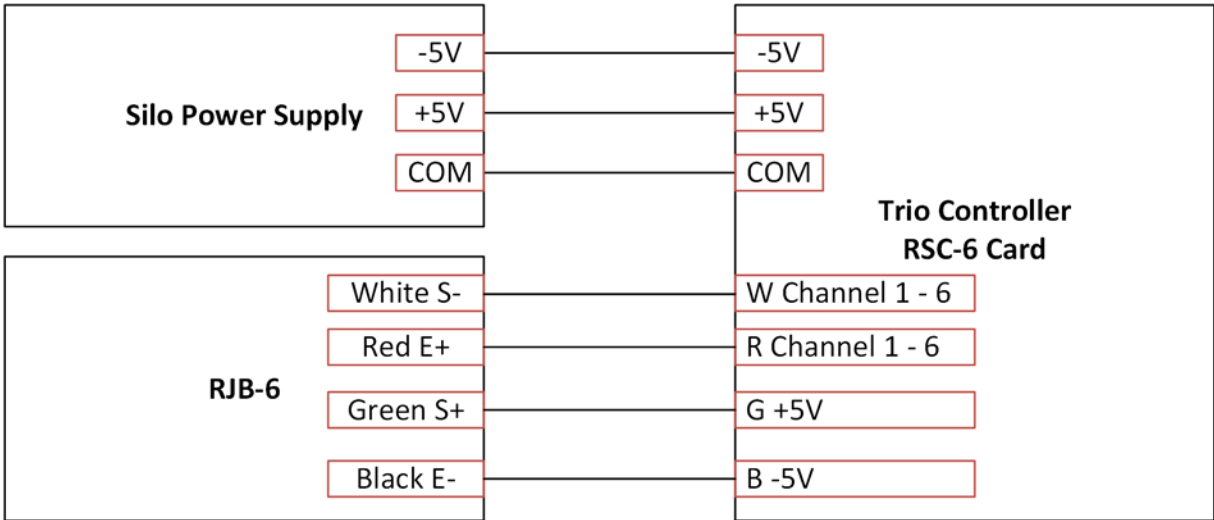 Silo Power Supply
-5V
+5V
COM
-5V
+5V
COM
Trio Controller
RSC-6 Card
RJB-6
White S-
Red E+
Green S+
Black E-
W Channel 1 - 6
R Channel 1 - 6
G +5V
B -5V